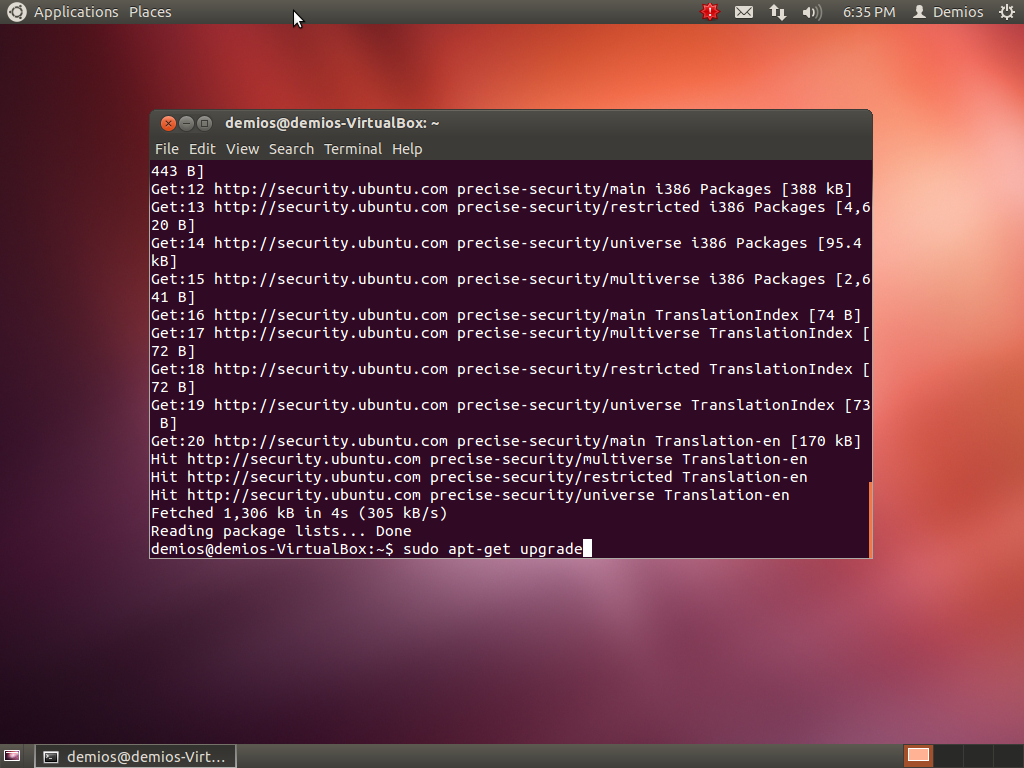 Applications Places
6:35 PM Demios
demios@demios-VirtualBox: ~
File Edit View Search Terminal Help
443 B]
Get:12 http://security.ubuntu.com precise-security/main i386 Packages [388 kB]
Get:13 http://security.ubuntu.com precise-security/restricted i386 Packages [4,6
20 B]
Get:14 http://security.ubuntu.com precise-security/universe i386 Packages [95.4
kB]
Get:15 http://security.ubuntu.com precise-security/multiverse i386 Packages [2,6
41 B]
Get:16 http://security.ubuntu.com precise-security/main TranslationIndex [74 B]
Get:17 http://security.ubuntu.com precise-security/multiverse TranslationIndex [
72 B]
Get:18 http://security.ubuntu.com precise-security/restricted TranslationIndex [
72 B]
Get:19 http://security.ubuntu.com precise-security/universe TranslationIndex [73
B]
Get:20 http://security.ubuntu.com precise-security/main Translation-en [170 kB]
Hit http://security.ubuntu.com precise-security/multiverse Translation-en
Hit http://security.ubuntu.com precise-security/restricted Translation-en
Hit http://security.ubuntu.com precise-security/universe Translation-en
Fetched 1,306 kB in 4s (305 kB/s)
Reading package lists... Done
demios@demios-VirtualBox:~$ sudo apt-get upgrade
demios@demios-Virt...